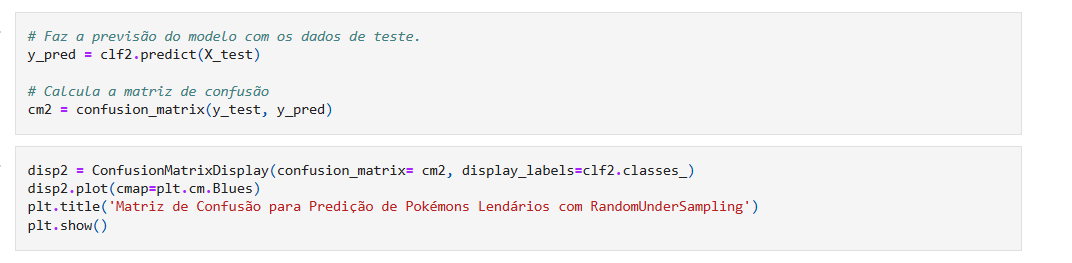 # Faz a previsão do modelo com os dados de teste.
y_pred = clf2.predict(X_test)
# Calcula a matriz de confusão
cm2 = confusion_matrix(y_test, y_pred)
disp2 = ConfusionMatrixDisplay(confusion_matrix= cm2, display_labels=clf2.classes_)
disp2.plot(cmap=plt.cm.Blues)
plt.title('Matriz de Confusão para Predição de Pokémons Lendários com RandomUnderSampling')
plt.show()